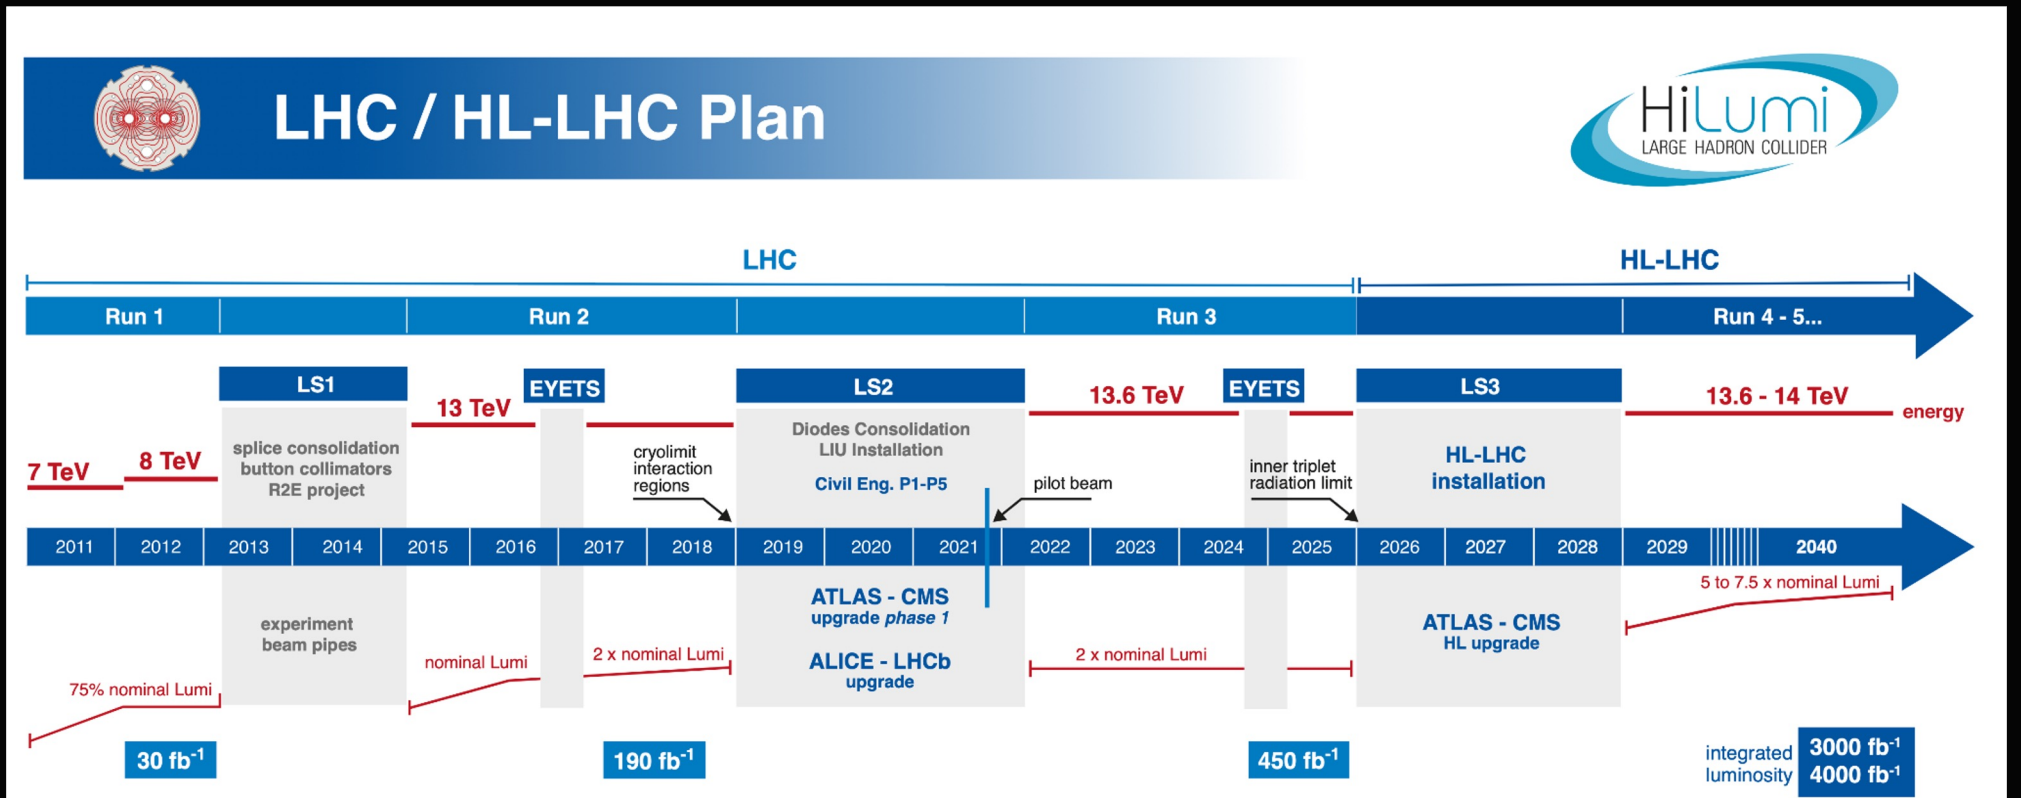 LHC / HL-LHC Plan
HiLumi
LARGE HADRON COLLIDER
LHC
HL-LHC
Run 1
Run 2
Run 3
Run 4 - 5...
LS1
EYETS
LS2
EYETS
LS3
7 TeV
8 TeV
13 TeV
13.6 TeV
13.6 - 14 TeV
energy
splice consolidation
button collimators
R2E project
cryolimit
interaction
regions
Diodes Consolidation
LIU Installation
Civil Eng. P1-P5
pilot beam
inner triplet
radiation limit
HL-LHC
installation
2011
2012
2013
2014
2015
2016
2017
2018
2019
2020
2021
2022
2023
2024
2025
2026
2027
2028
2029
2040
experiment
beam pipes
ATLAS - CMS
upgrade phase 1
ALICE - LHCb
upgrade
ATLAS - CMS
HL upgrade
75% nominal Lumi
nominal Lumi
2 x nominal Lumi
2 x nominal Lumi
5 to 7.5 x nominal Lumi
30 fb⁻¹
190 fb⁻¹
450 fb⁻¹
integrated
luminosity
3000 fb⁻¹
4000 fb⁻¹